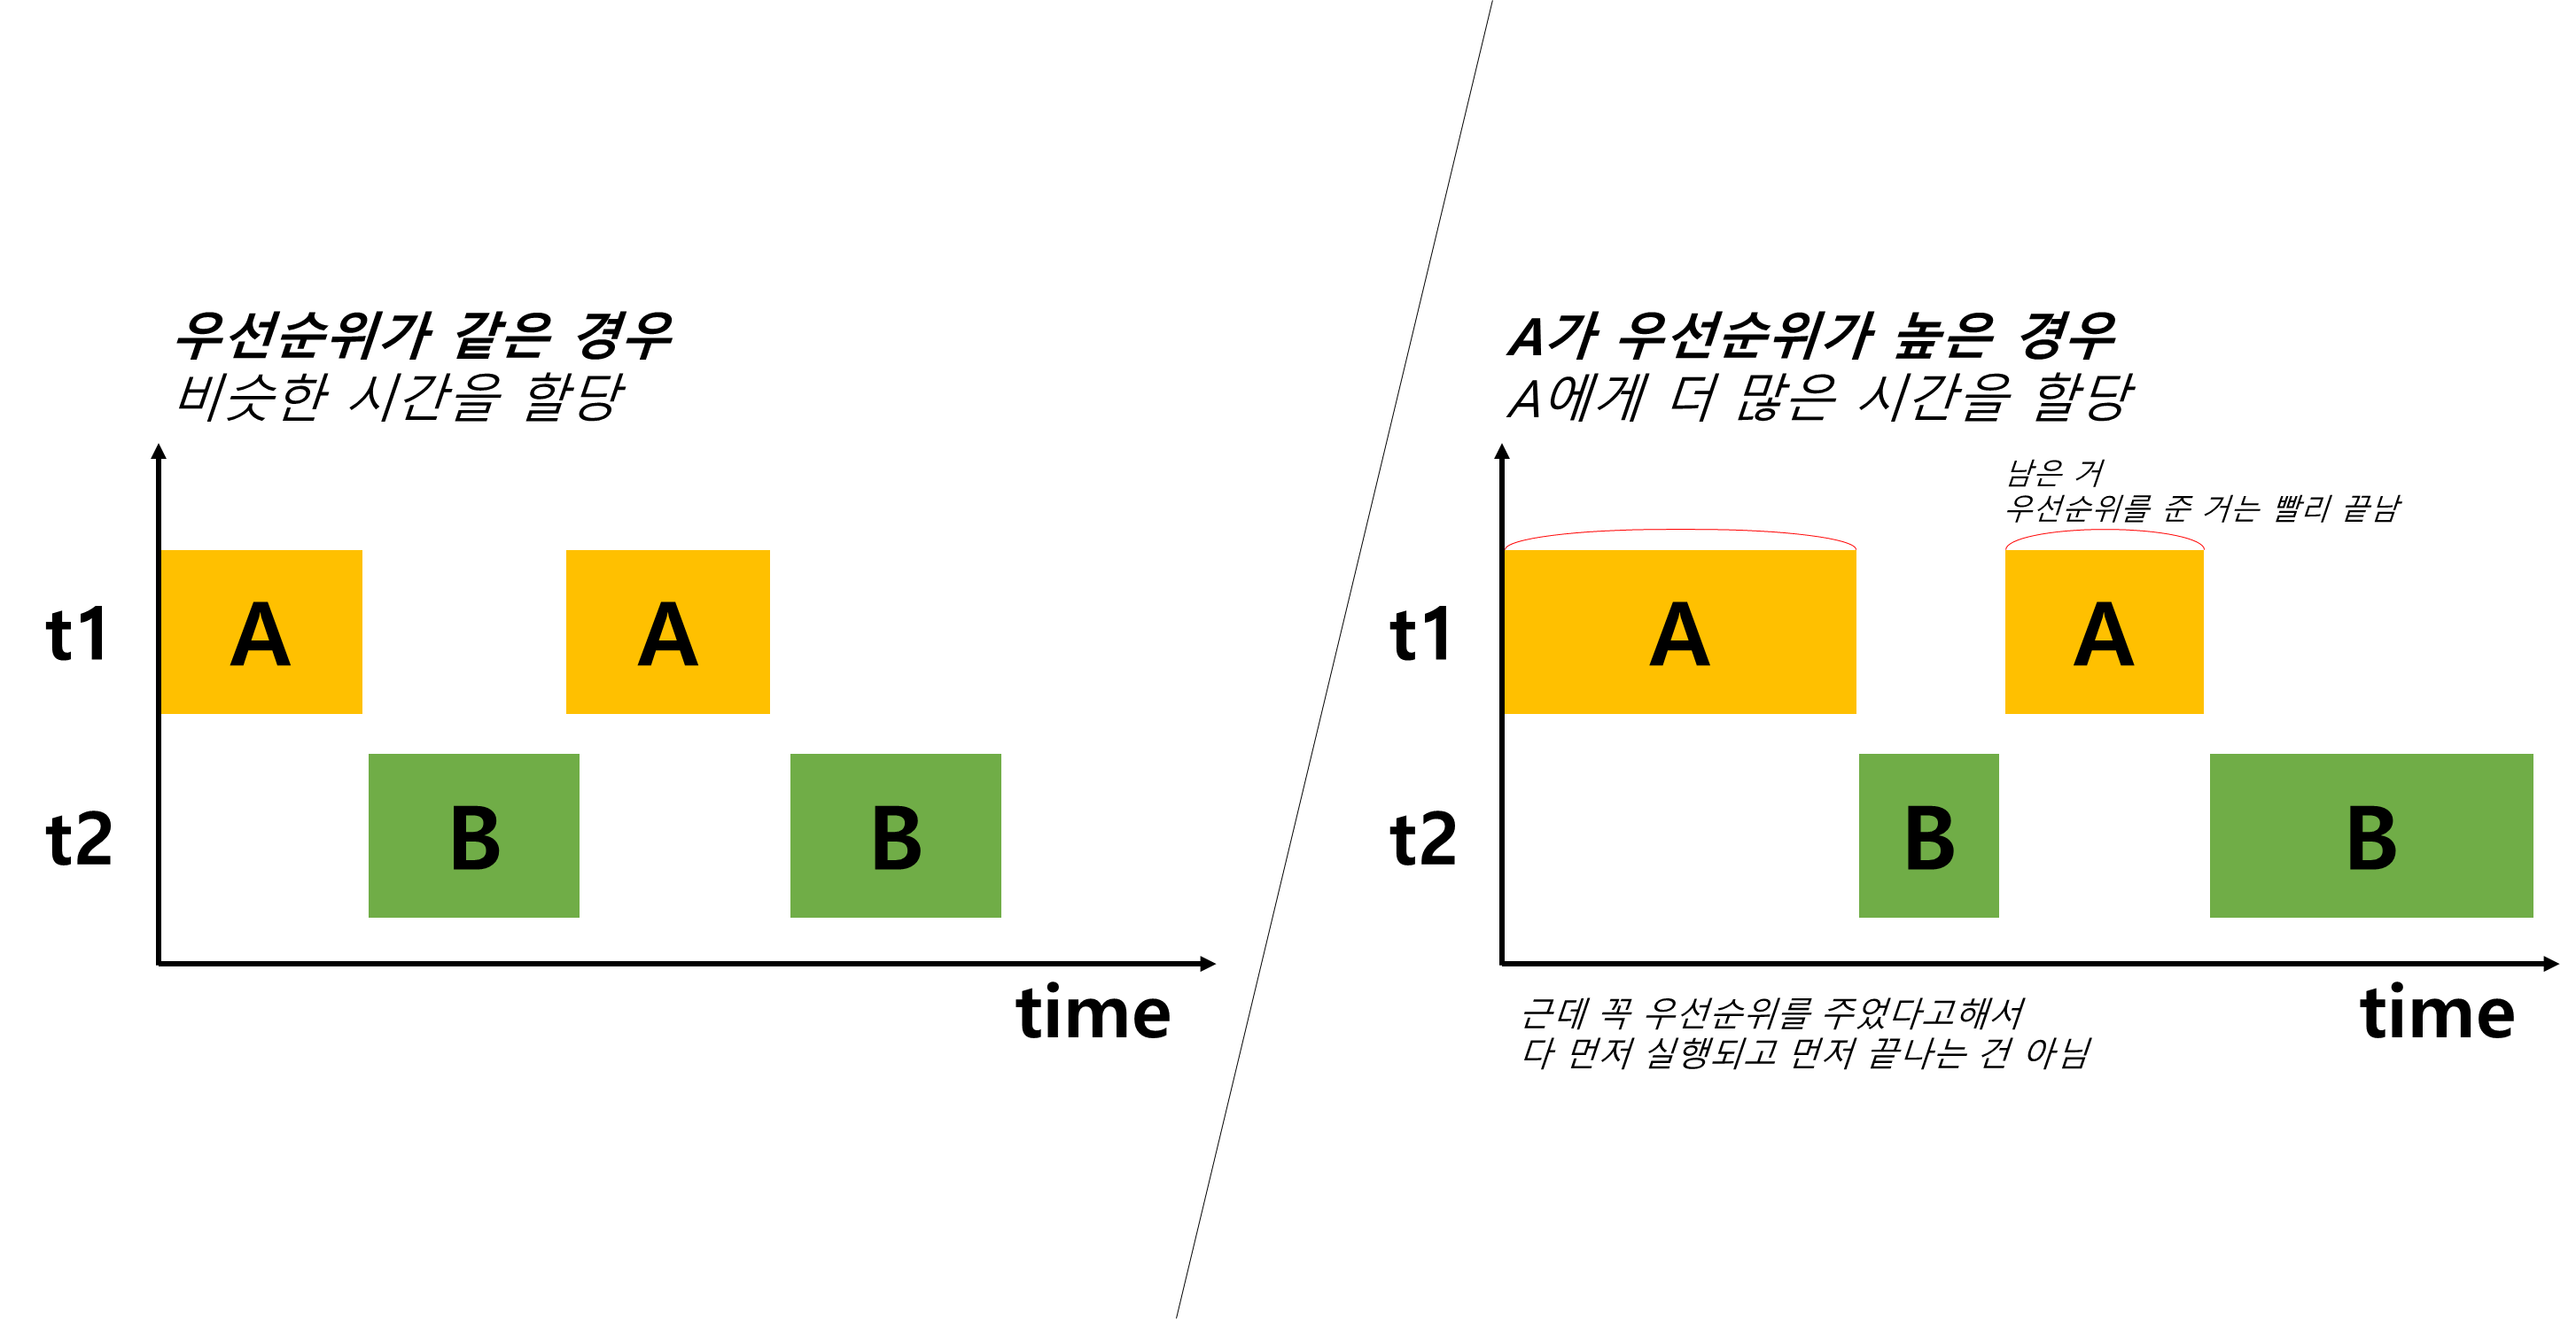 우선순위가 같은 경우
비슷한 시간을 할당
t1
A
A
t2
B
B
time
A가 우선순위가 높은 경우
A에게 더 많은 시간을 할당
남은 거
우선순위를 준 거는 빨리 끝남
t1
A
A
t2
B
B
time
근데 꼭 우선순위를 주었다고해서
다 먼저 실행되고 먼저 끝나는 건 아님